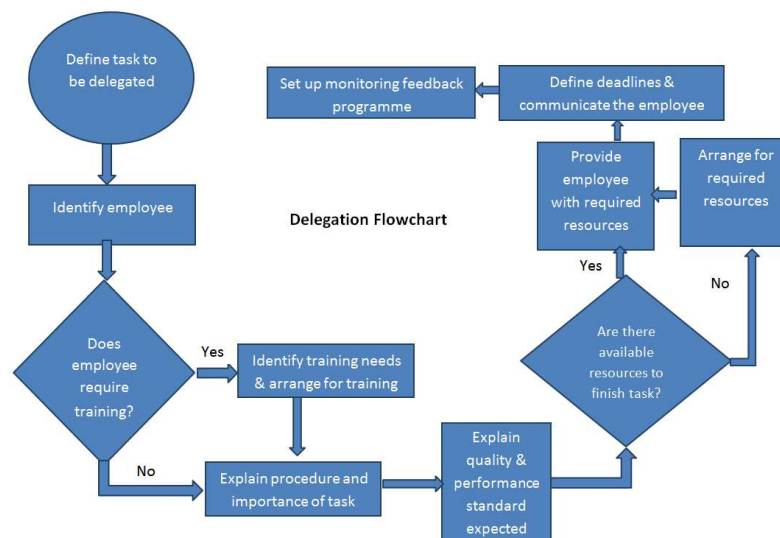 Define task to
be delegated
Identify employee
Does
employee
require
training?
Yes
No
Identify training needs
& arrange for training
Explain procedure and
importance of task
Explain
quality &
performance
standard
expected
Are there
available
resources to
finish task?
Yes
No
Provide
employee
with required
resources
Arrange for
required
resources
Define deadlines &
communicate the employee
Set up monitoring feedback
programme
Delegation Flowchart